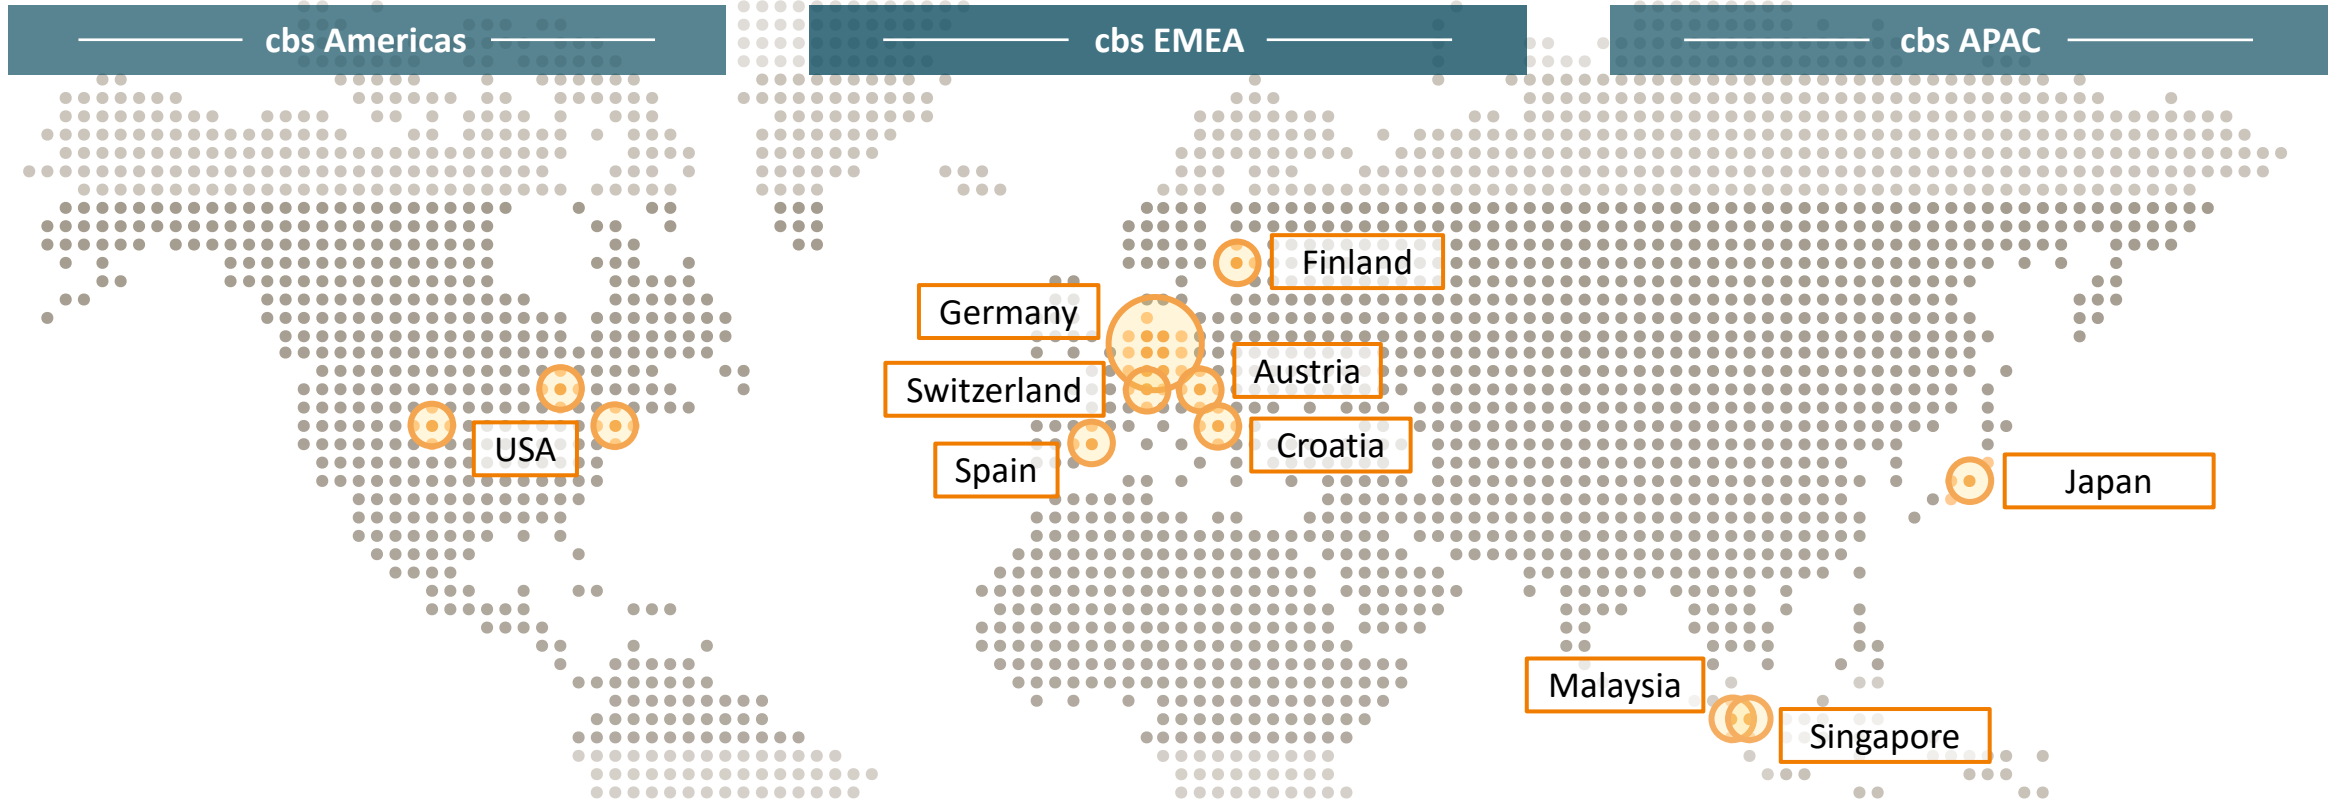 cbs Americas
cbs EMEA
cbs APAC
Finland
Germany
Austria
Switzerland
USA
Croatia
Spain
Japan
Malaysia
Singapore